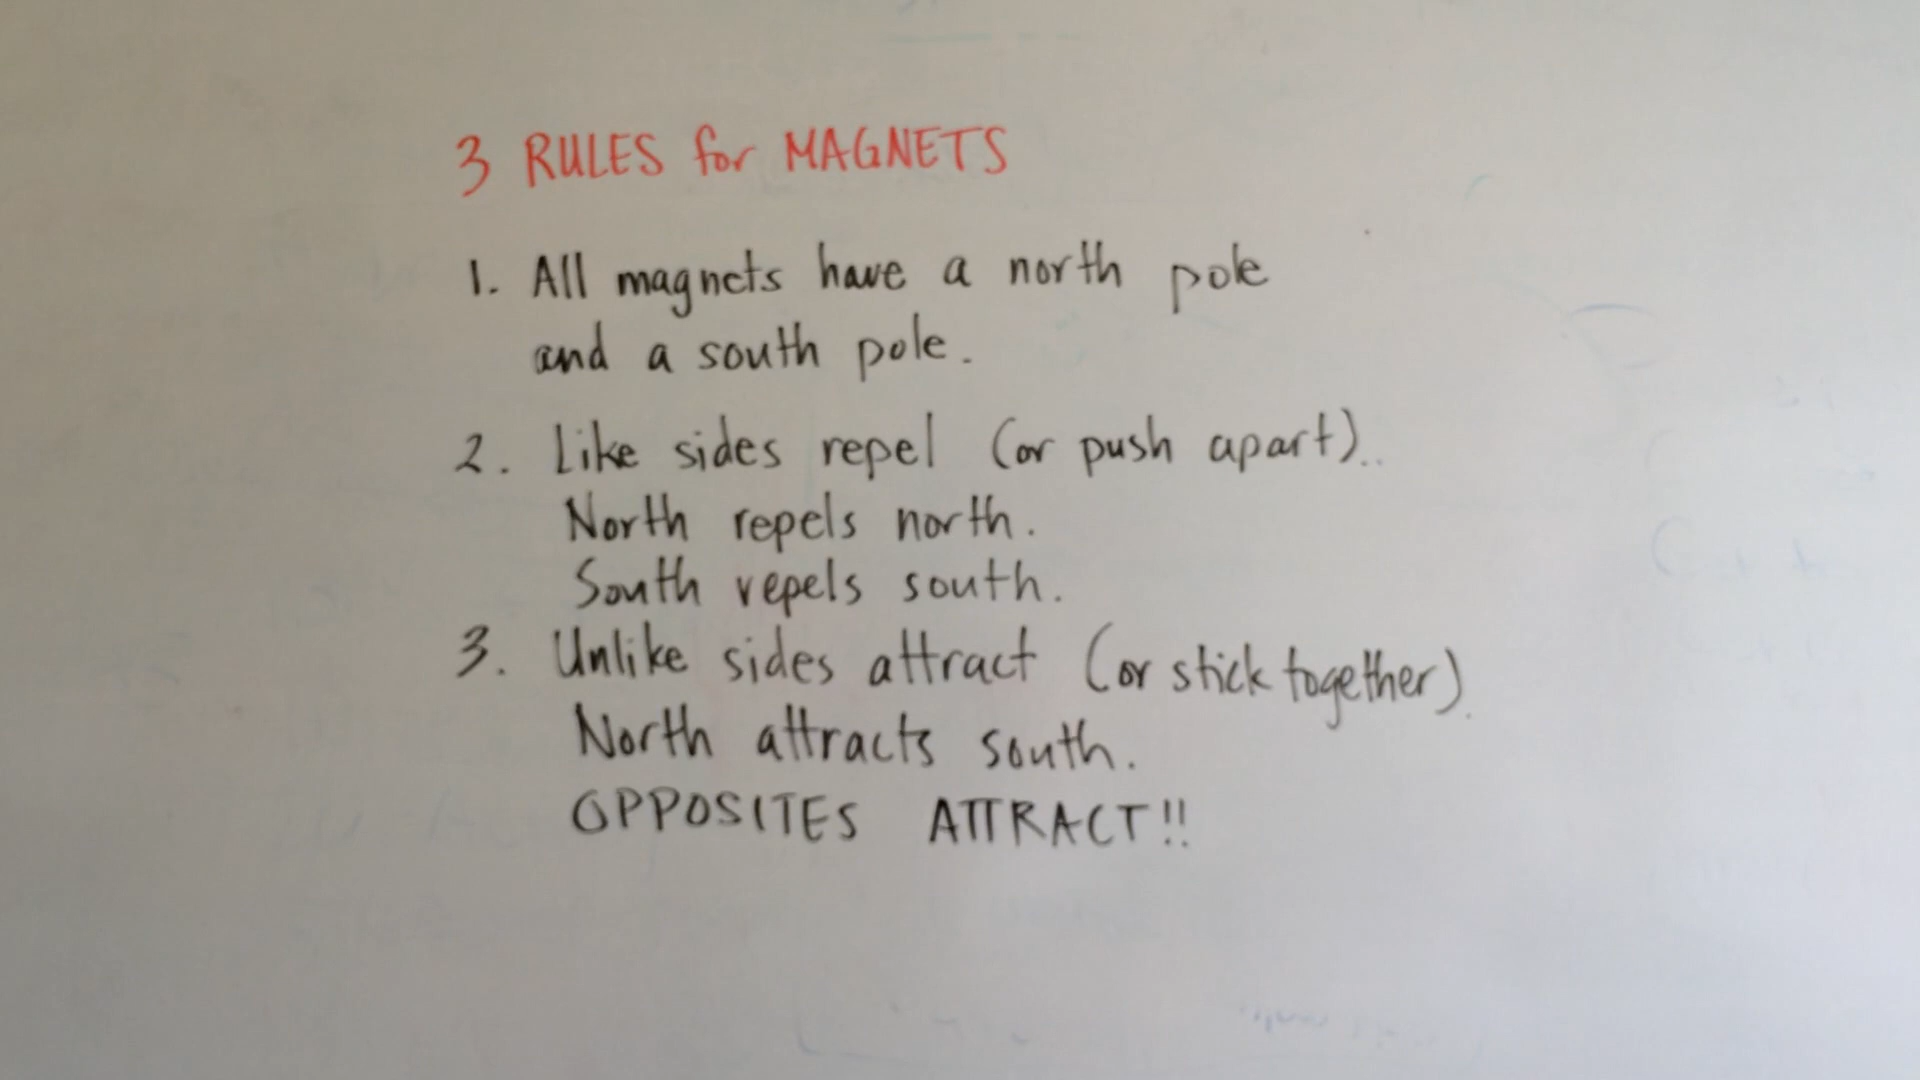 3 RULES for MAGNETS
1. All magnets have a north pole
and a south pole.
2. Like sides repel (or push apart)..
North repels north.
South repels south.
3. Unlike sides attract (or stick together).
North attracts south.
OPPOSITES ATTRACT!!